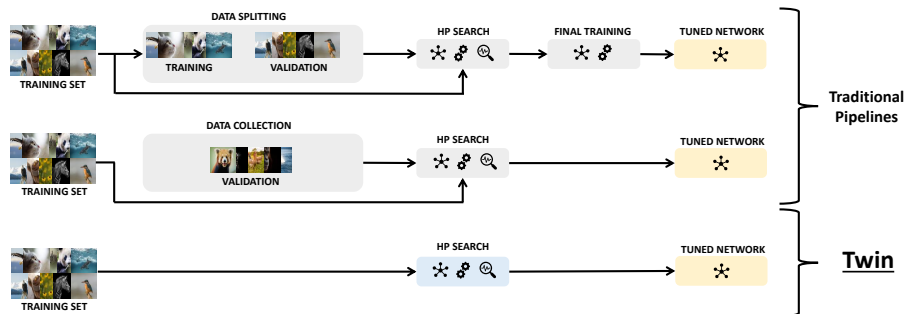 DATA SPLITTING
HP SEARCH
FINAL TRAINING
TUNED NETWORK
TRAINING
VALIDATION
TRAINING SET
Traditional
Pipelines
DATA COLLECTION
HP SEARCH
TUNED NETWORK
VALIDATION
TRAINING SET
HP SEARCH
TUNED NETWORK
Twin
TRAINING SET